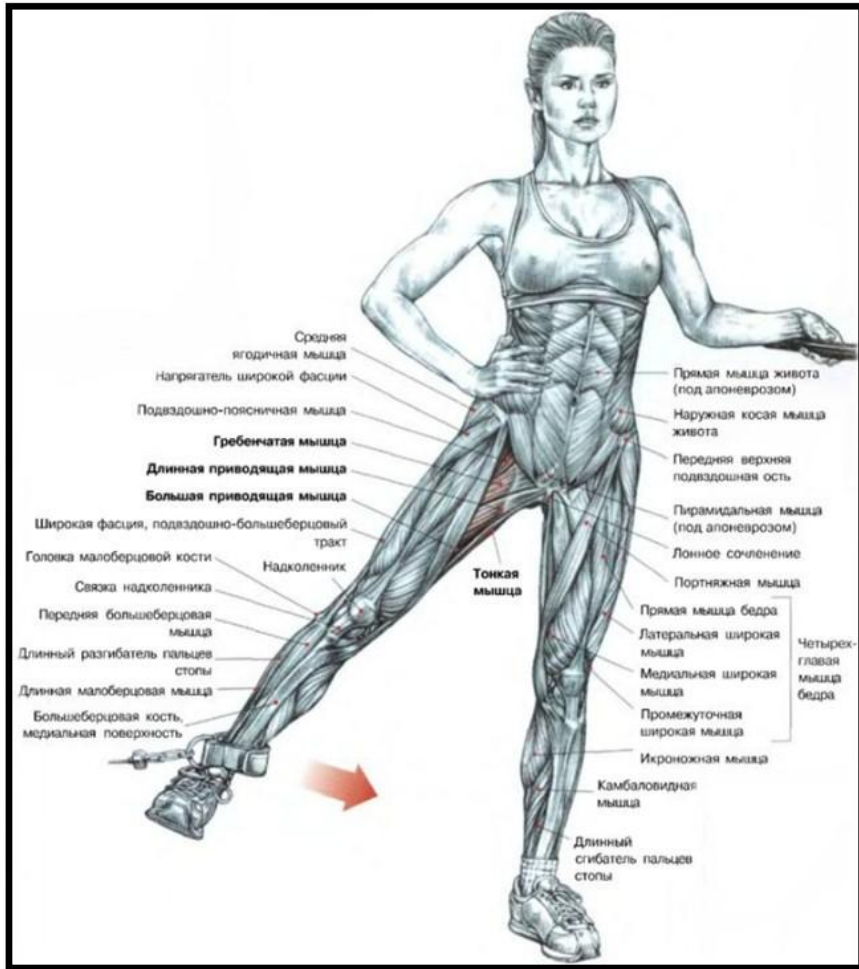 Средняя
ягодичная мышца
Напрягатель широкой фасции
Подвздошно-поясничная мышца
Гребенчатая мышца
Длинная приводящая мышца
Большая приводящая мышца
Широкая фасция, подвздошно-большеберцовый
тракт
Головка малоберцовой кости
Надколенник
Связка надколенника
Передняя большеберцовая
мышца
Длинный разгибатель пальцев
стопы
Длинная малоберцовая мышца
Большеберцовая кость,
медиальная поверхность
Тонкая
мышца
Прямая мышца живота
(под апоневрозом)
Наружная косая мышца
живота
Передняя верхняя
подвздошная ость
Пирамидальная мышца
(под апоневрозом)
Лонное сочленение
Портняжная мышца
Прямая мышца бедра
Латеральная широкая
мышца
Медиальная широкая
мышца
Промежуточная
широкая мышца
Четырех-
главая
мышца
бедра
Икроножная мышца
Камбаловидная
мышца
Длинный
сгибатель пальцев
стопы